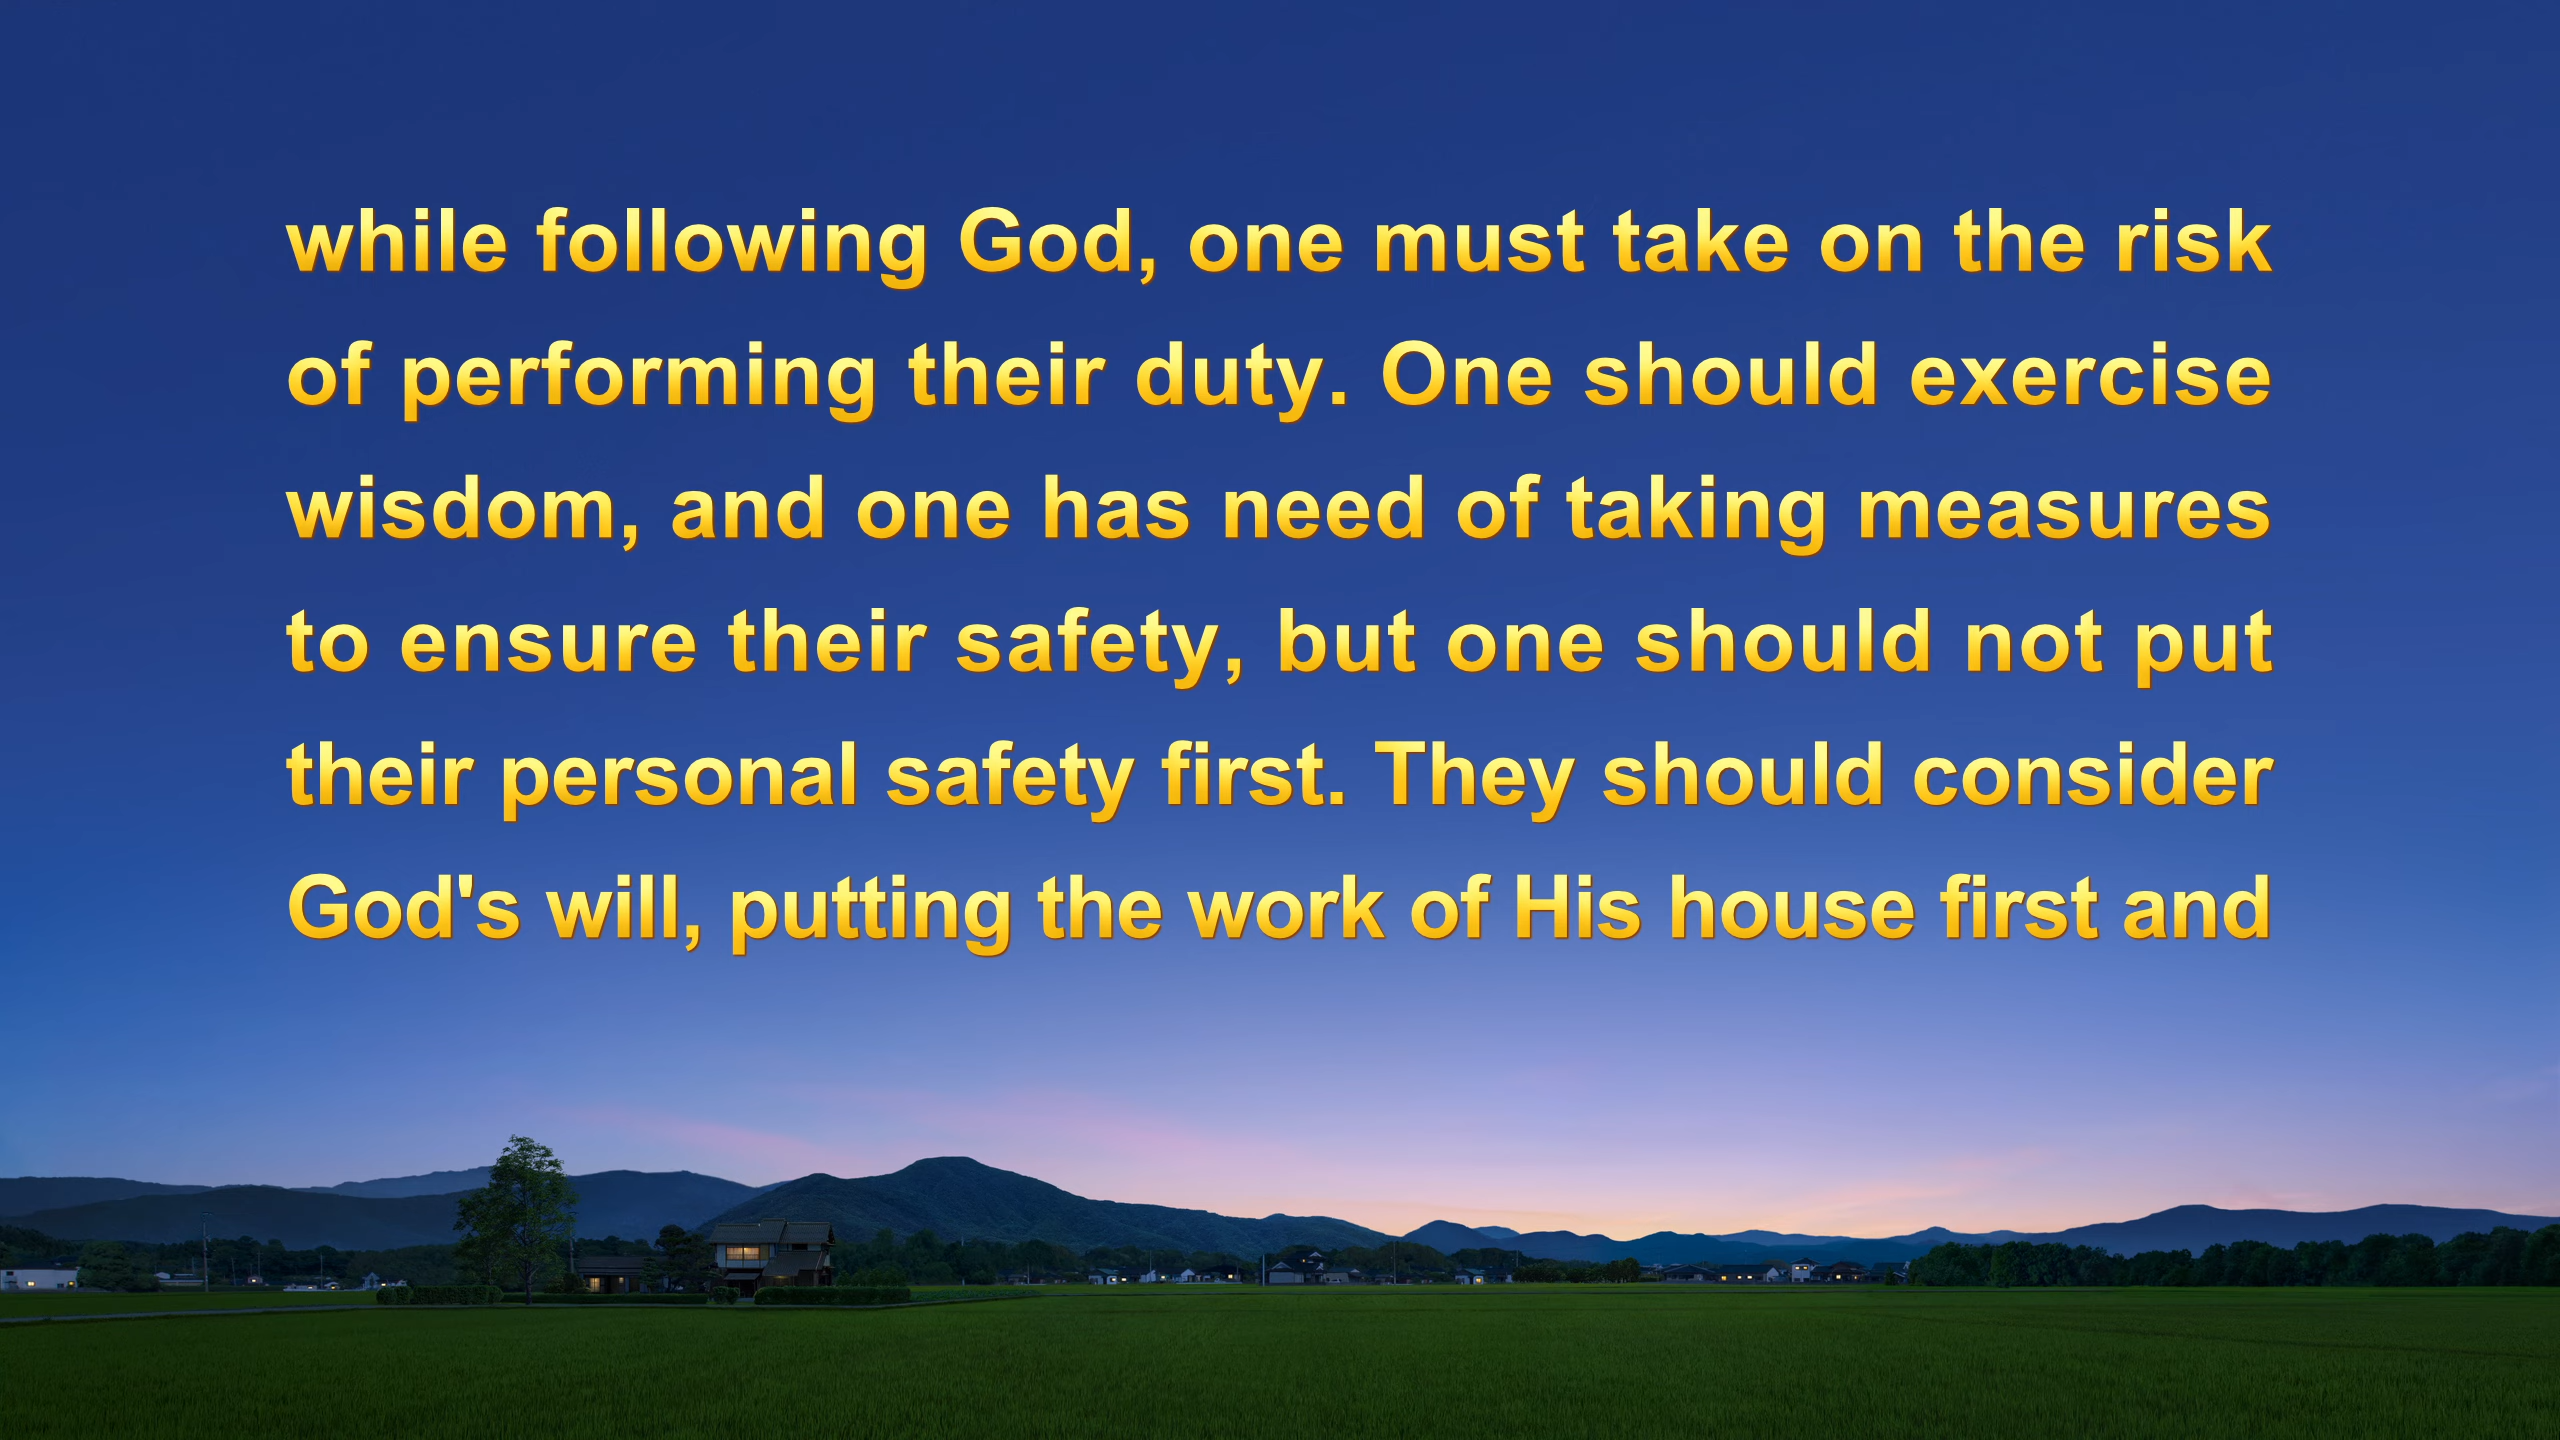 while following God, one must take on the risk
of performing their duty. One should exercise
wisdom, and one has need of taking measures
to ensure their safety, but one should not put
their personal safety first. They should consider
God's will, putting the work of His house first and